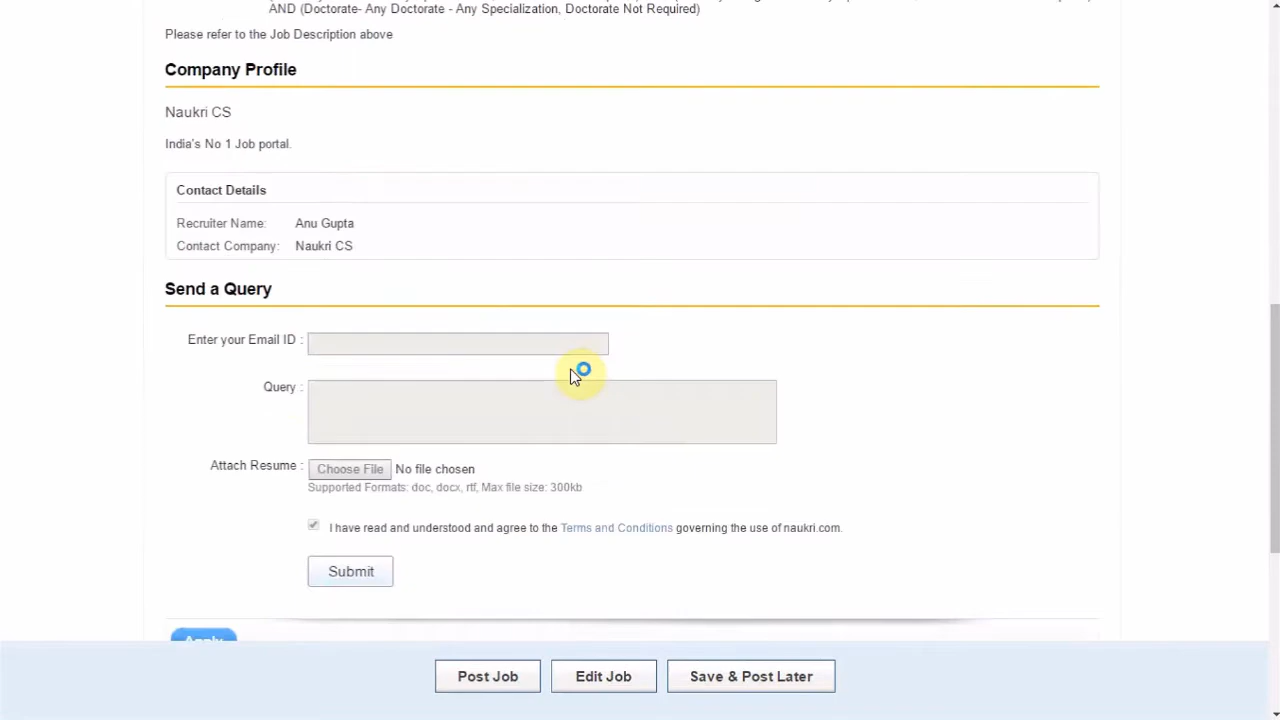 AND (Doctorate- Any Doctorate - Any Specialization, Doctorate Not Required)
Please refer to the Job Description above
Company Profile
Naukri CS
India's No 1 Job portal.
Contact Details
Recruiter Name: Anu Gupta
Contact Company: Naukri CS
Send a Query
Enter your Email ID :
Query :
Attach Resume : Choose File No file chosen
Supported Formats: doc, docx, rtf, Max file size: 300kb
I have read and understood and agree to the Terms and Conditions governing the use of naukri.com.
Submit
Apply
Post Job Edit Job Save & Post Later